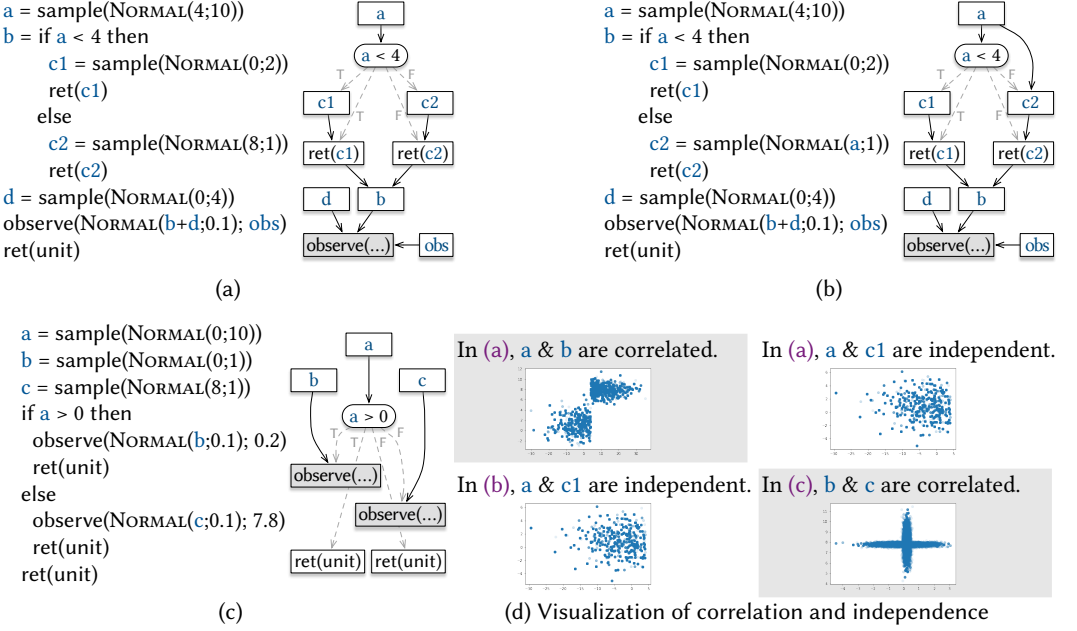 a = sample(NORMAL(4;10))
b = if a < 4 then
c1 = sample(NORMAL(0;2))
ret(c1)
else
c2 = sample(NORMAL(8;1))
ret(c2)
d = sample(NORMAL(0;4))
observe(NORMAL(b+d;0.1); obs)
ret(unit)
a
a < 4
T F
c1 c2
T F
ret(c1) ret(c2)
d b
observe(...) obs
(a)
a = sample(NORMAL(4;10))
b = if a < 4 then
c1 = sample(NORMAL(0;2))
ret(c1)
else
c2 = sample(NORMAL(a;1))
ret(c2)
d = sample(NORMAL(0;4))
observe(NORMAL(b+d;0.1); obs)
ret(unit)
a
a < 4
T F
c1 c2
T F
ret(c1) ret(c2)
d b
observe(...) obs
(b)
a = sample(NORMAL(0;10))
b = sample(NORMAL(0;1))
c = sample(NORMAL(8;1))
if a > 0 then
observe(NORMAL(b;0.1); 0.2)
ret(unit)
else
observe(NORMAL(c;0.1); 7.8)
ret(unit)
ret(unit)
a
b c
a > 0
T T F F
observe(...)
observe(...)
ret(unit) ret(unit)
(c)
In (a), a & b are correlated.
In (a), a & c1 are independent.
In (b), a & c1 are independent.
In (c), b & c are correlated.
(d) Visualization of correlation and independence